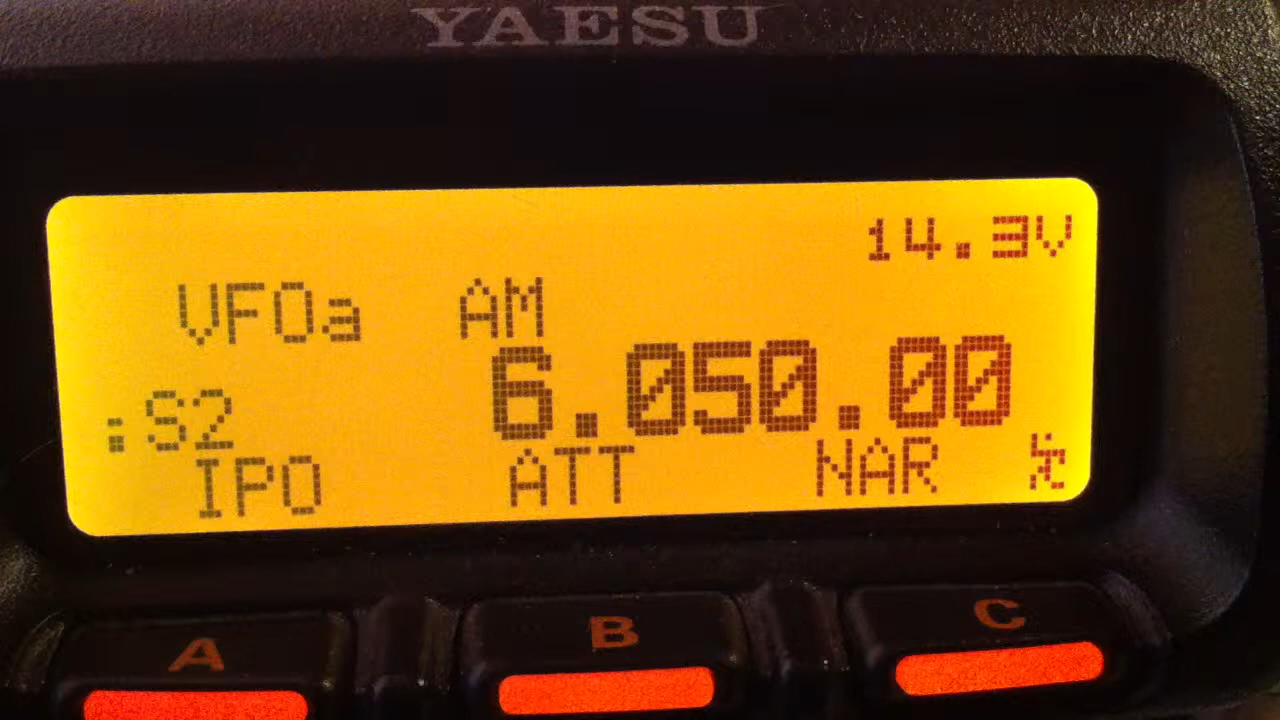 YAESU
14.3V
VFOa AM
6.050.00
:S2
IPO ATT NAR
A B C